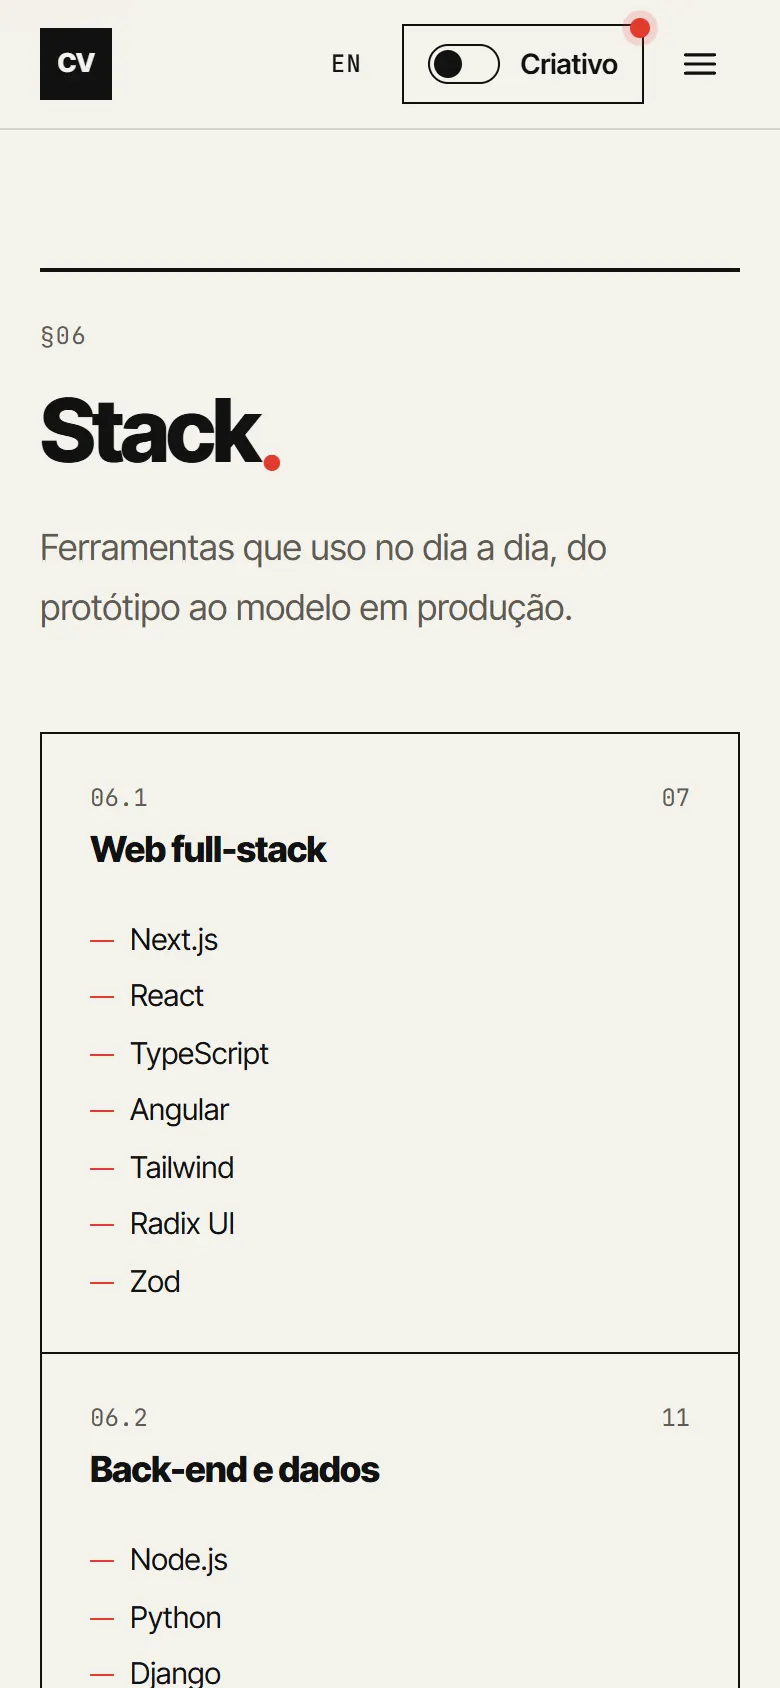 cv
EN
Criativo
§06
Stack.
Ferramentas que uso no dia a dia, do
protótipo ao modelo em produção.
06.1
07
Web full-stack
— Next.js
— React
— TypeScript
— Angular
— Tailwind
— Radix UI
— Zod
06.2
11
Back-end e dados
— Node.js
— Python
— Django